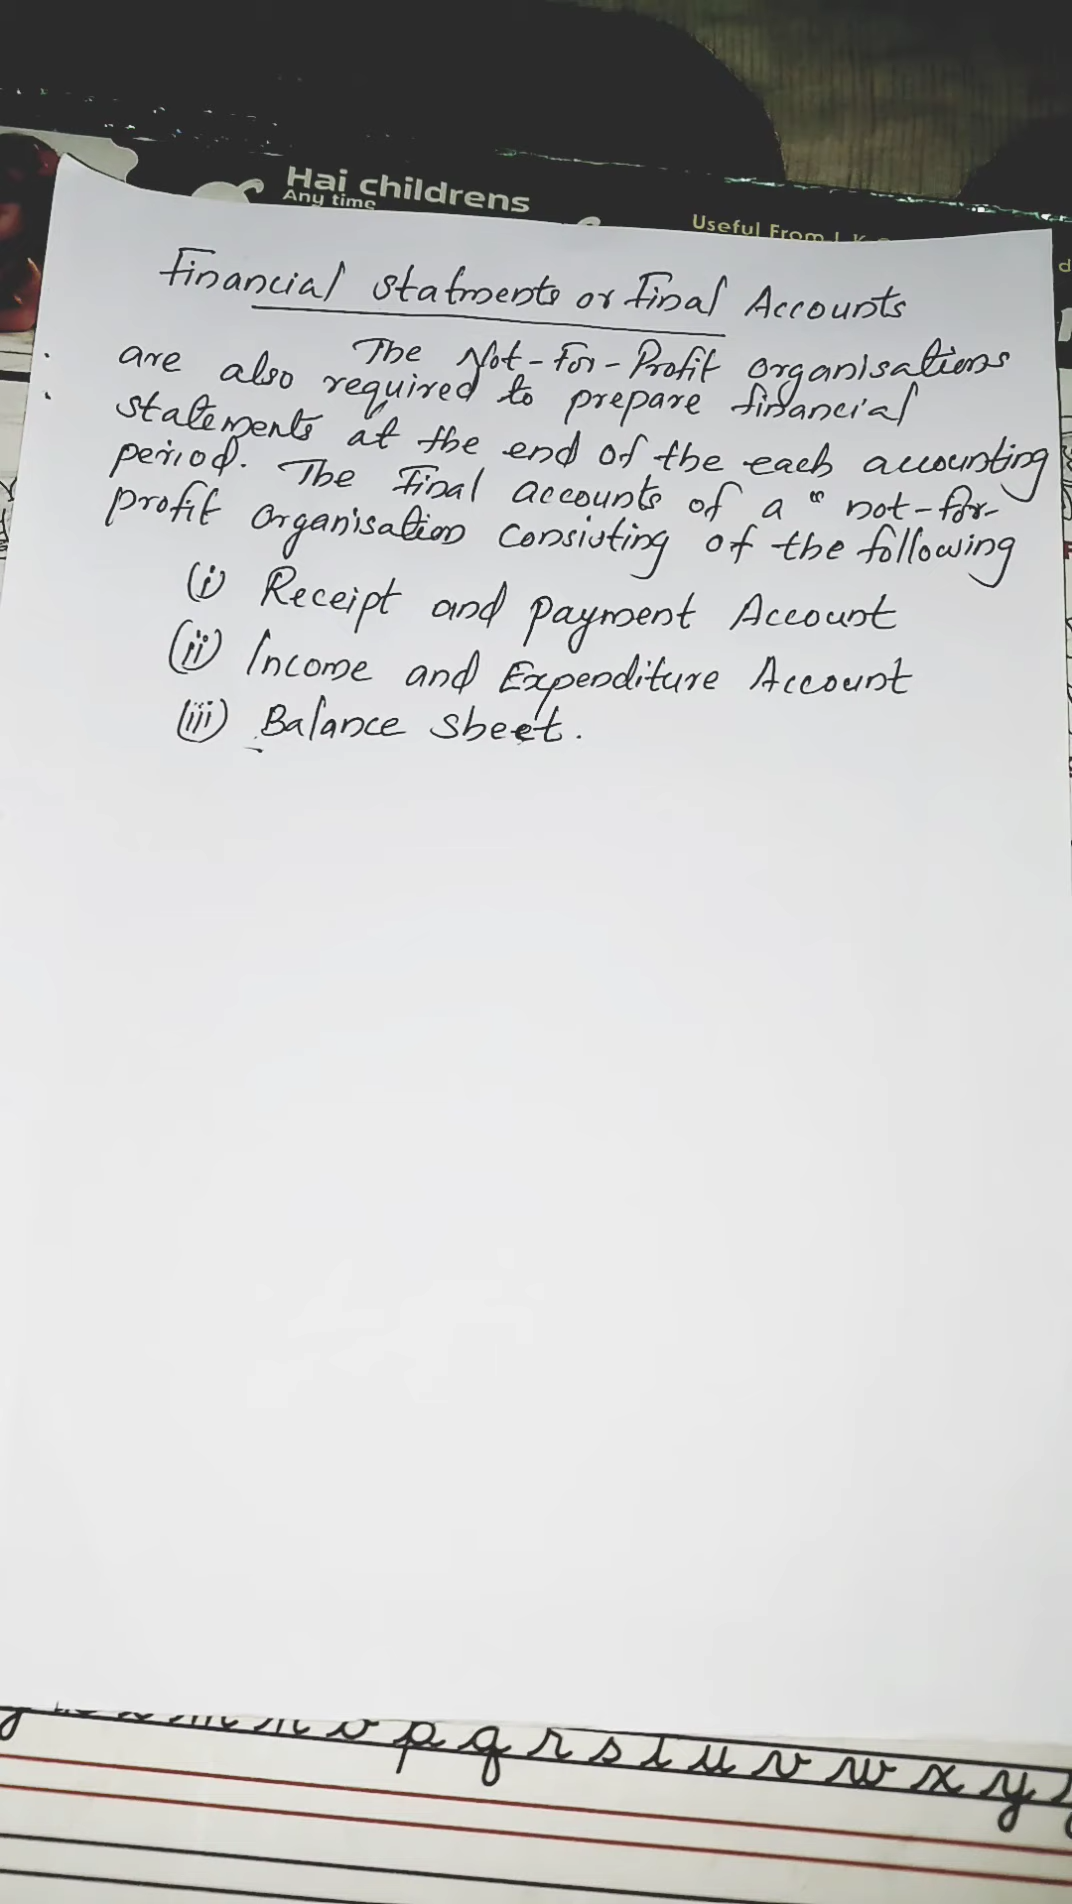 Hai childrens
Any time
Useful From
Financial statments or Final Accounts
The Not-For-Profit organisations
are also required to prepare financial
statements at the end of the each accounting
period. The Final accounts of a " not-for-
profit organisation consisting of the following
(i) Receipt and payment Account
(ii) Income and Expenditure Account
(iii) Balance sheet.
p q r s t u v w x y